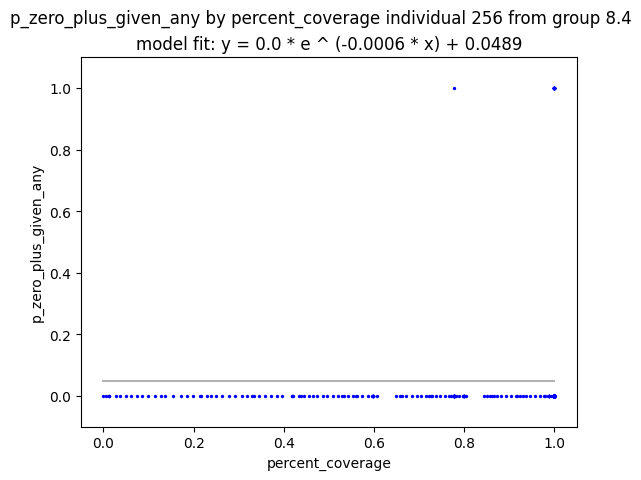 p_zero_plus_given_any by percent_coverage individual 256 from group 8.4
model fit: y = 0.0 * e ^ (-0.0006 * x) + 0.0489
p_zero_plus_given_any
1.0
0.8
0.6
0.4
0.2
0.0
0.0 0.2 0.4 0.6 0.8 1.0
percent_coverage